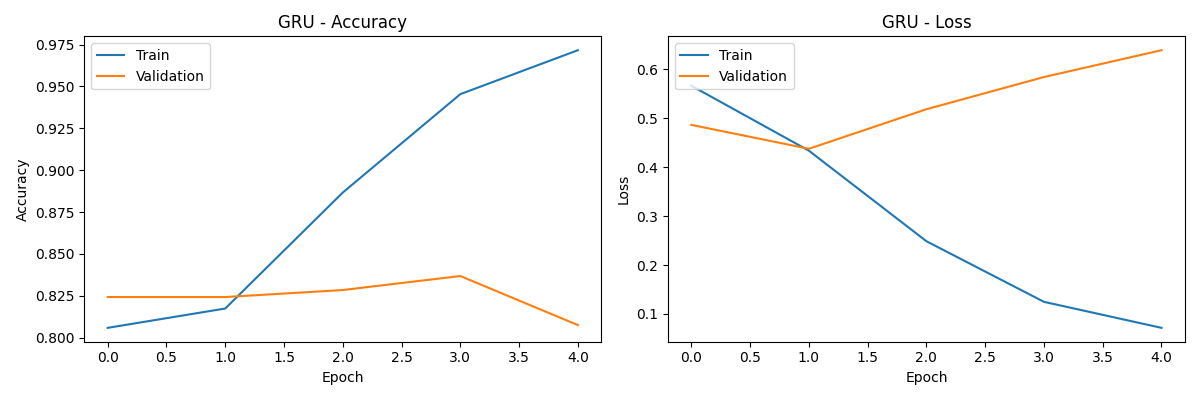 GRU - Accuracy
Train
Validation
Accuracy
0.975
0.950
0.925
0.900
0.875
0.850
0.825
0.800
0.0 0.5 1.0 1.5 2.0 2.5 3.0 3.5 4.0
Epoch
GRU - Loss
Train
Validation
Loss
0.6
0.5
0.4
0.3
0.2
0.1
0.0 0.5 1.0 1.5 2.0 2.5 3.0 3.5 4.0
Epoch